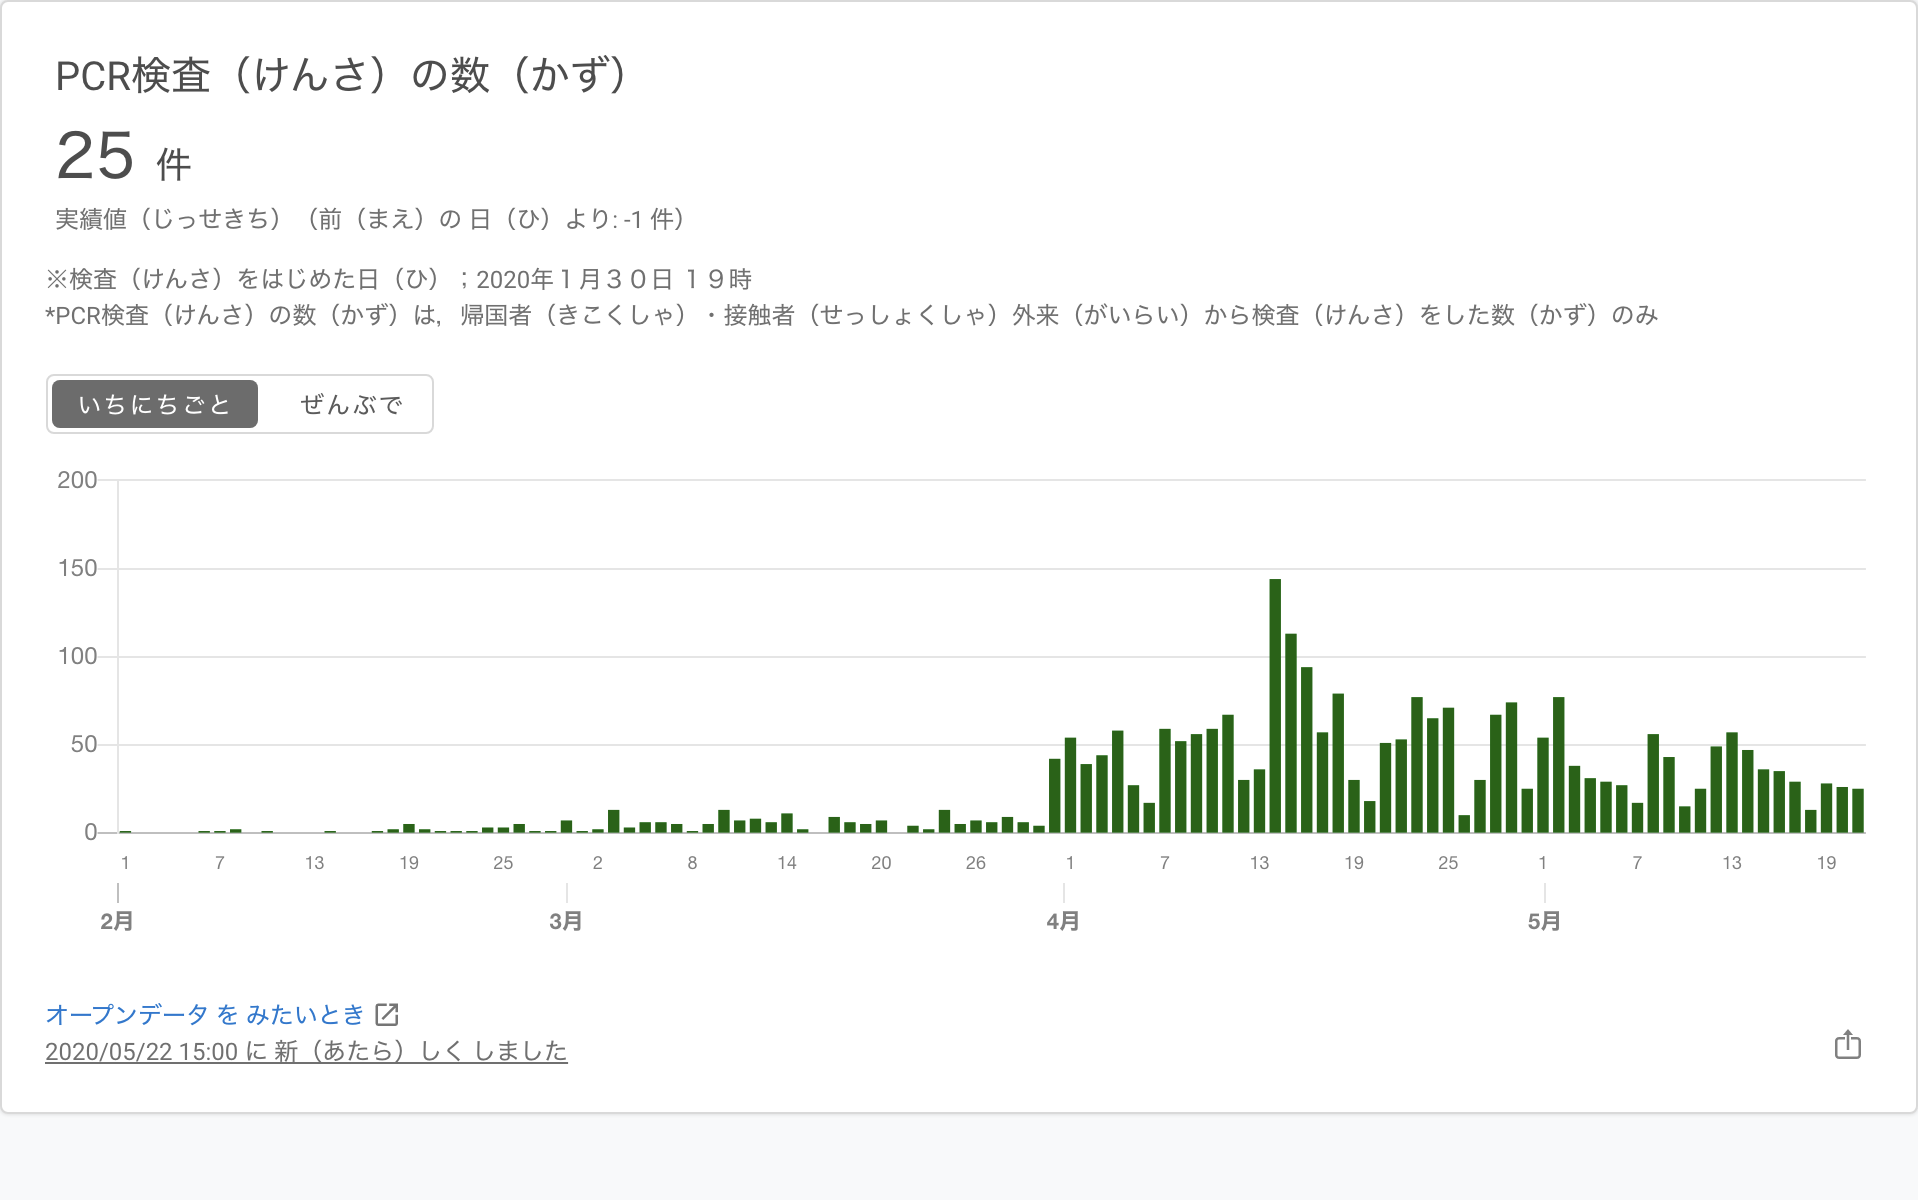 PCR検査（けんさ）の数（かず）
25 件
実績値（じっせきち）（前（まえ）の 日（ひ）より: -1 件）
※検査（けんさ）をはじめた日（ひ）；2020年１月３０日 １９時
*PCR検査（けんさ）の数（かず）は，帰国者（きこくしゃ）・接触者（せっしょくしゃ）外来（がいらい）から検査（けんさ）をした数（かず）のみ
いちにちごと ぜんぶで
200
150
100
50
0
1 7 13 19 25 2 8 14 20 26 1 7 13 19 25 1 7 13 19
2月 3月 4月 5月
オープンデータ を みたいとき
2020/05/22 15:00 に 新（あたら）しく しました